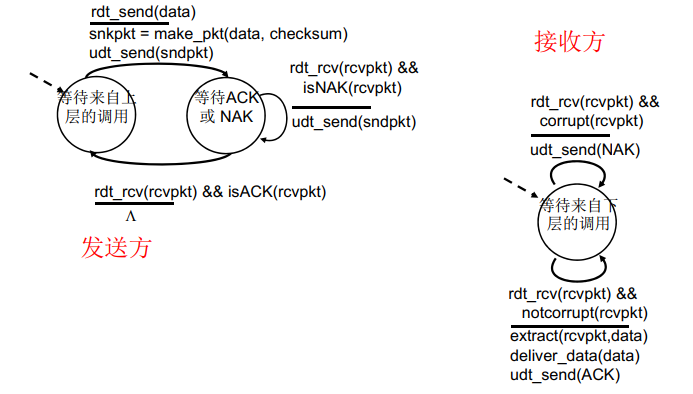 rdt_send(data)
snkpkt = make_pkt(data, checksum)
udt_send(sndpkt)
等待来自上
层的调用
等待ACK
或 NAK
rdt_rcv(rcvpkt) &&
isNAK(rcvpkt)
udt_send(sndpkt)
rdt_rcv(rcvpkt) && isACK(rcvpkt)
Λ
发送方
接收方
rdt_rcv(rcvpkt) &&
corrupt(rcvpkt)
udt_send(NAK)
等待来自下
层的调用
rdt_rcv(rcvpkt) &&
notcorrupt(rcvpkt)
extract(rcvpkt,data)
deliver_data(data)
udt_send(ACK)